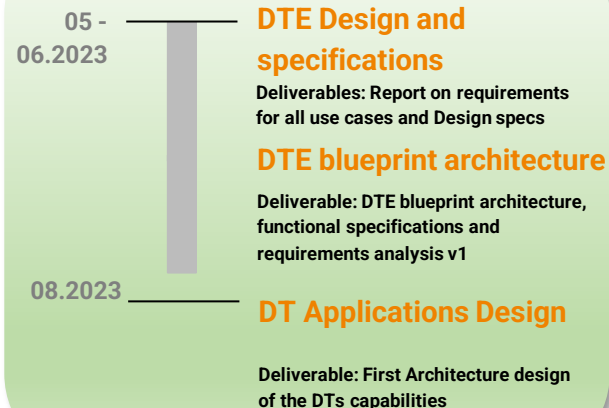 05 -
06.2023
DTE Design and
specifications
Deliverables: Report on requirements
for all use cases and Design specs
DTE blueprint architecture
Deliverable: DTE blueprint architecture,
functional specifications and
requirements analysis v1
08.2023
DT Applications Design
Deliverable: First Architecture design
of the DTs capabilities